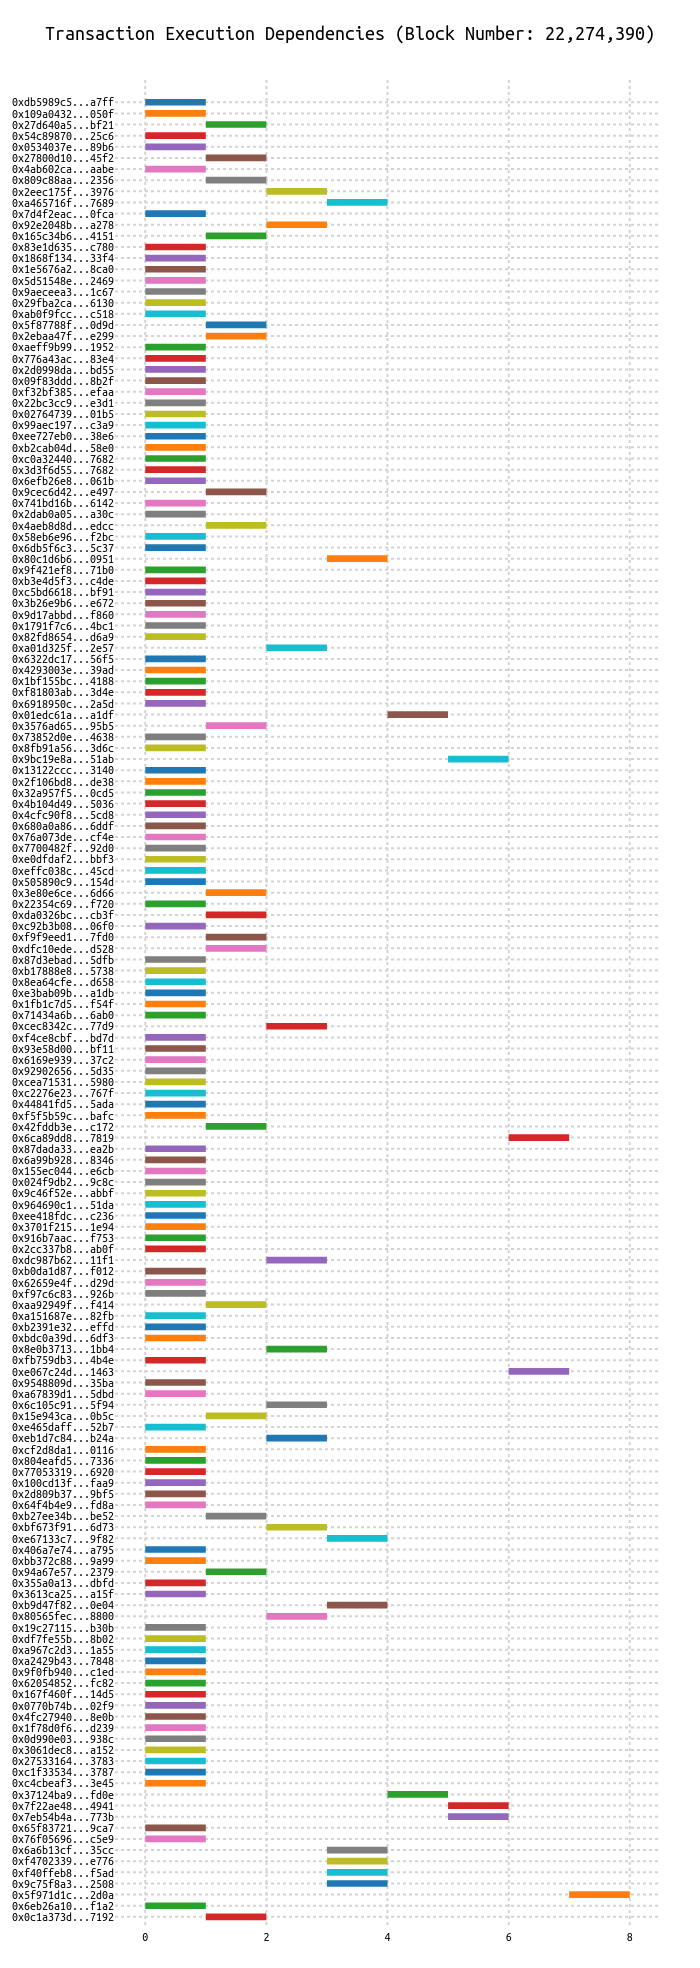 Transaction Execution Dependencies (Block Number: 22,274,390)
0xdb5989c5...a7ff
0x109a0432...050f
0x27d640a5...bf21
0x54c89870...25c6
0x0534037e...89b6
0x27800d10...45f2
0x4ab602ca...aabe
0x809c88aa...2356
0x2eec175f...3976
0xa465716f...7689
0x7d4f2eac...0fca
0x92e2048b...a278
0x165c34b6...4151
0x83e1d635...c780
0x1868f134...33f4
0x1e5676a2...8ca0
0x5d51548e...2469
0x9aeceea3...1c67
0x29fba2ca...6130
0xab0f9fcc...c518
0x5f87788f...0d9d
0x2ebaa47f...e299
0xaeff9b99...1952
0x776a43ac...83e4
0x2d0998da...bd55
0x09f83ddd...8b2f
0xf32bf385...efaa
0x22bc3cc9...e3d1
0x02764739...01b5
0x99aec197...c3a9
0xee727eb0...38e6
0xb2cab04d...58e0
0xc0a32440...7682
0x3d3f6d55...7682
0x6efb26e8...061b
0x9cec6d42...e497
0x741bd16b...6142
0x2dab0a05...a30c
0x4aeb8d8d...edcc
0x58eb6e96...f2bc
0x6db5f6c3...5c37
0x80c1d6b6...0951
0x9f421ef8...71b0
0xb3e4d5f3...c4de
0xc5bd6618...bf91
0x3b26e9b6...e672
0x9d17abbd...f860
0x1791f7c6...4bc1
0x82fd8654...d6a9
0xa01d325f...2e57
0x6322dc17...56f5
0x4293003e...39ad
0x1bf155bc...4188
0xf81803ab...3d4e
0x6918950c...2a5d
0x01edc61a...a1df
0x3576ad65...95b5
0x73852d0e...4638
0x8fb91a56...3d6c
0x9bc19e8a...51ab
0x13122ccc...3140
0x2f106bd8...de38
0x32a957f5...0cd5
0x4b104d49...5036
0x4cfc90f8...5cd8
0x680a0a86...6ddf
0x76a073de...cf4e
0x7700482f...92d0
0xe0dfdaf2...bbf3
0xeffc038c...45cd
0x505890c9...154d
0x3e80e6ce...6d66
0x22354c69...f720
0xda0326bc...cb3f
0xc92b3b08...06f0
0xf9f9eed1...7fd0
0xdfc10ede...d528
0x87d3ebad...5dfb
0xb17888e8...5738
0x8ea64cfe...d658
0xe3bab09b...a1db
0x1fb1c7d5...f54f
0x71434a6b...6ab0
0xcec8342c...77d9
0xf4ce8cbf...bd7d
0x93e58d00...bf11
0x6169e939...37c2
0x92902656...5d35
0xcea71531...5980
0xc2276e23...767f
0x44841fd5...5ada
0xf5f5b59c...bafc
0x42fddb3e...c172
0x6ca89dd8...7819
0x87dada33...ea2b
0x6a99b928...8346
0x155ec044...e6cb
0x024f9db2...9c8c
0x9c46f52e...abbf
0x964690c1...51da
0xee418fdc...c236
0x3701f215...1e94
0x916b7aac...f753
0x2cc337b8...ab0f
0xdc987b62...11f1
0xb0da1d87...f012
0x62659e4f...d29d
0xf97c6c83...926b
0xaa92949f...f414
0xa151687e...82fb
0xb2391e32...effd
0xbdc0a39d...6df3
0x8e0b3713...1bb4
0xfb759db3...4b4e
0xe067c24d...1463
0x9548809d...35ba
0xa67839d1...5dbd
0x6c105c91...5f94
0x15e943ca...0b5c
0xe465daff...52b7
0xeb1d7c84...b24a
0xcf2d8da1...0116
0x804eafd5...7336
0x77053319...6920
0x100cd13f...faa9
0x2d809b37...9bf5
0x64f4b4e9...fd8a
0xb27ee34b...be52
0xbf673f91...6d73
0xe67133c7...9f82
0x406a7e74...a795
0xbb372c88...9a99
0x94a67e57...2379
0x355a0a13...dbfd
0x3613ca25...a15f
0xb9d47f82...0e04
0x80565fec...8800
0x19c27115...b30b
0xdf7fe55b...8b02
0xa967c2d3...1a55
0xa2429b43...7848
0x9f0fb940...c1ed
0x62054852...fc82
0x167f460f...14d5
0x0770b74b...02f9
0x4fc27940...8e0b
0x1f78d0f6...d239
0x0d990e03...938c
0x3061dec8...a152
0x27533164...3783
0xc1f33534...3787
0xc4cbeaf3...3e45
0x37124ba9...fd0e
0x7f22ae48...4941
0x7eb54b4a...773b
0x65f83721...9ca7
0x76f05696...c5e9
0x6a6b13cf...35cc
0xf4702339...e776
0xf40ffeb8...f5ad
0x9c75f8a3...2508
0x5f971d1c...2d0a
0x6eb26a10...f1a2
0x0c1a373d...7192
0 2 4 6 8